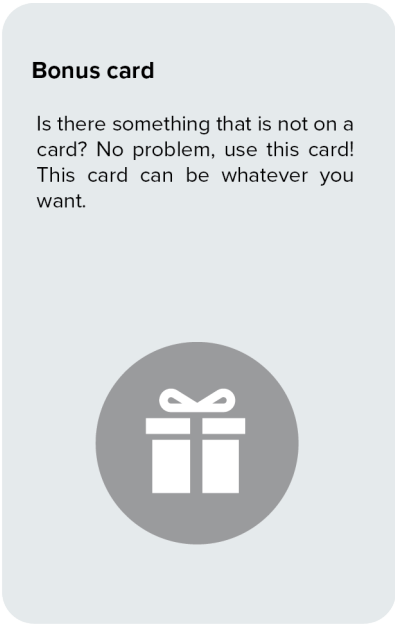 Bonus card
Is there something that is not on a
card? No problem, use this card!
This card can be whatever you
want.